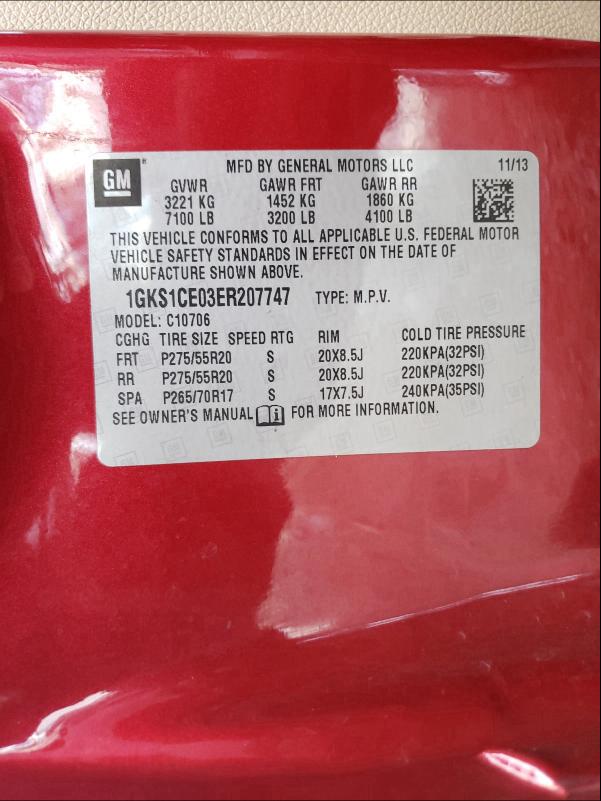 GM
MFD BY GENERAL MOTORS LLC 11/13
GVWR GAWR FRT GAWR RR
3221 KG 1452 KG 1860 KG
7100 LB 3200 LB 4100 LB
THIS VEHICLE CONFORMS TO ALL APPLICABLE U.S. FEDERAL MOTOR
VEHICLE SAFETY STANDARDS IN EFFECT ON THE DATE OF
MANUFACTURE SHOWN ABOVE.
1GKS1CE03ER207747 TYPE: M.P.V.
MODEL: C10706
CGHG TIRE SIZE SPEED RTG RIM COLD TIRE PRESSURE
FRT P275/55R20 S 20X8.5J 220KPA(32PSI)
RR P275/55R20 S 20X8.5J 220KPA(32PSI)
SPA P265/70R17 S 17X7.5J 240KPA(35PSI)
SEE OWNER'S MANUAL i FOR MORE INFORMATION.